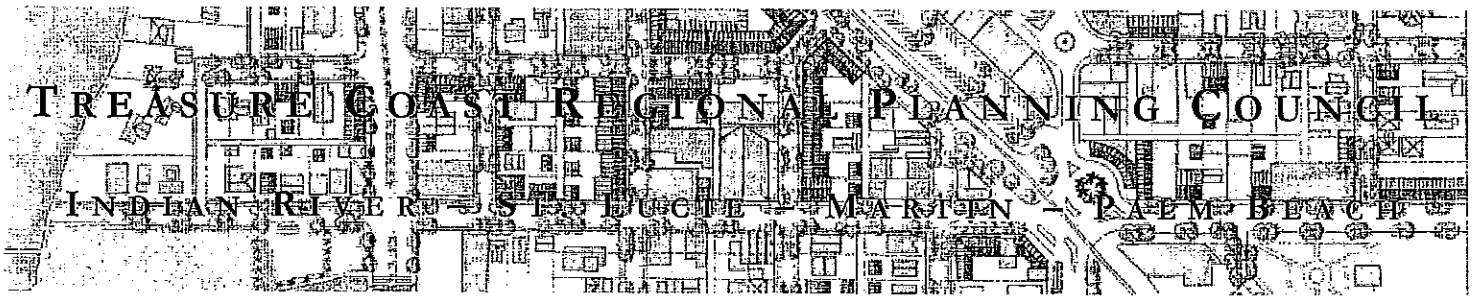 TREASURE COAST REGIONAL PLANNING COUNCIL
INDIAN RIVER – ST. LUCIE – MARTIN – PALM BEACH